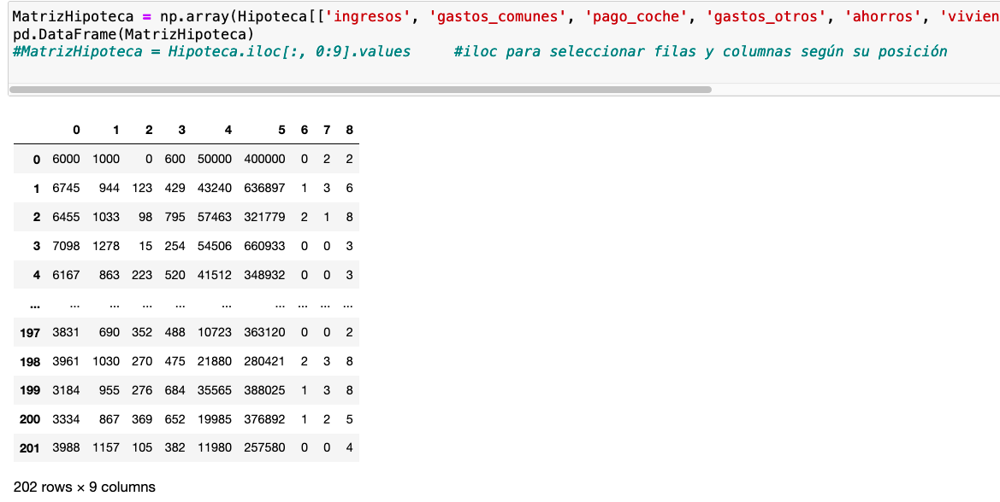 MatrizHipoteca = np.array(Hipoteca[['ingresos', 'gastos_comunes', 'pago_coche', 'gastos_otros', 'ahorros', 'vivien
pd.DataFrame(MatrizHipoteca)
#MatrizHipoteca = Hipoteca.iloc[:, 0:9].values     #iloc para seleccionar filas y columnas según su posición
0 1 2 3 4 5 6 7 8
0 6000 1000 0 600 50000 400000 0 2 2
1 6745 944 123 429 43240 636897 1 3 6
2 6455 1033 98 795 57463 321779 2 1 8
3 7098 1278 15 254 54506 660933 0 0 3
4 6167 863 223 520 41512 348932 0 0 3
... ... ... ... ... ... ... ... ... ...
197 3831 690 352 488 10723 363120 0 0 2
198 3961 1030 270 475 21880 280421 2 3 8
199 3184 955 276 684 35565 388025 1 3 8
200 3334 867 369 652 19985 376892 1 2 5
201 3988 1157 105 382 11980 257580 0 0 4
202 rows × 9 columns